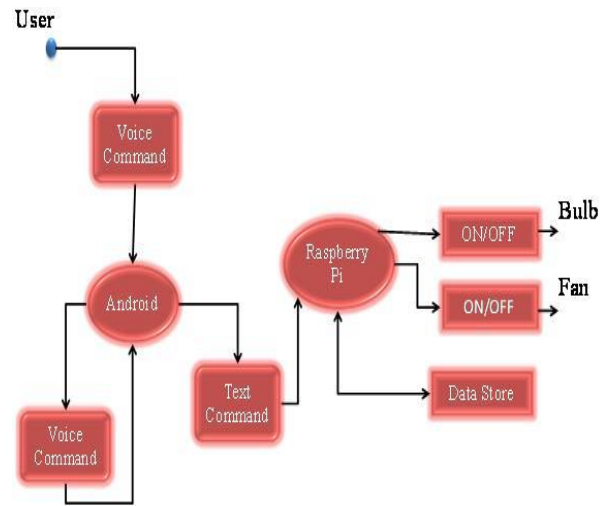 User
Voice
Command
Android
Voice
Command
Text
Command
Raspberry
Pi
ON/OFF
Bulb
ON/OFF
Fan
Data Store